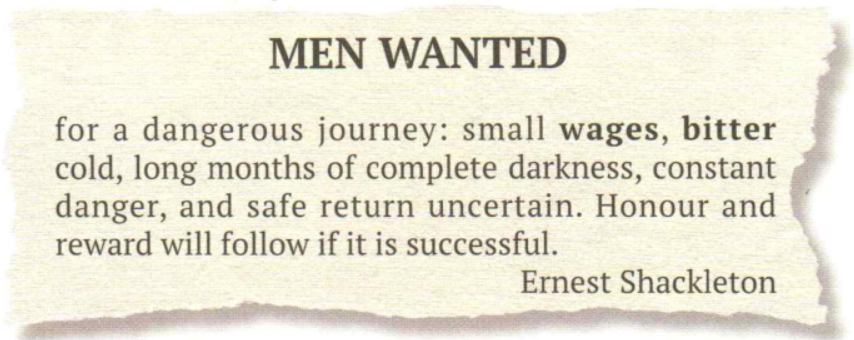 MEN WANTED
for a dangerous journey: small wages, bitter
cold, long months of complete darkness, constant
danger, and safe return uncertain. Honour and
reward will follow if it is successful.
Ernest Shackleton